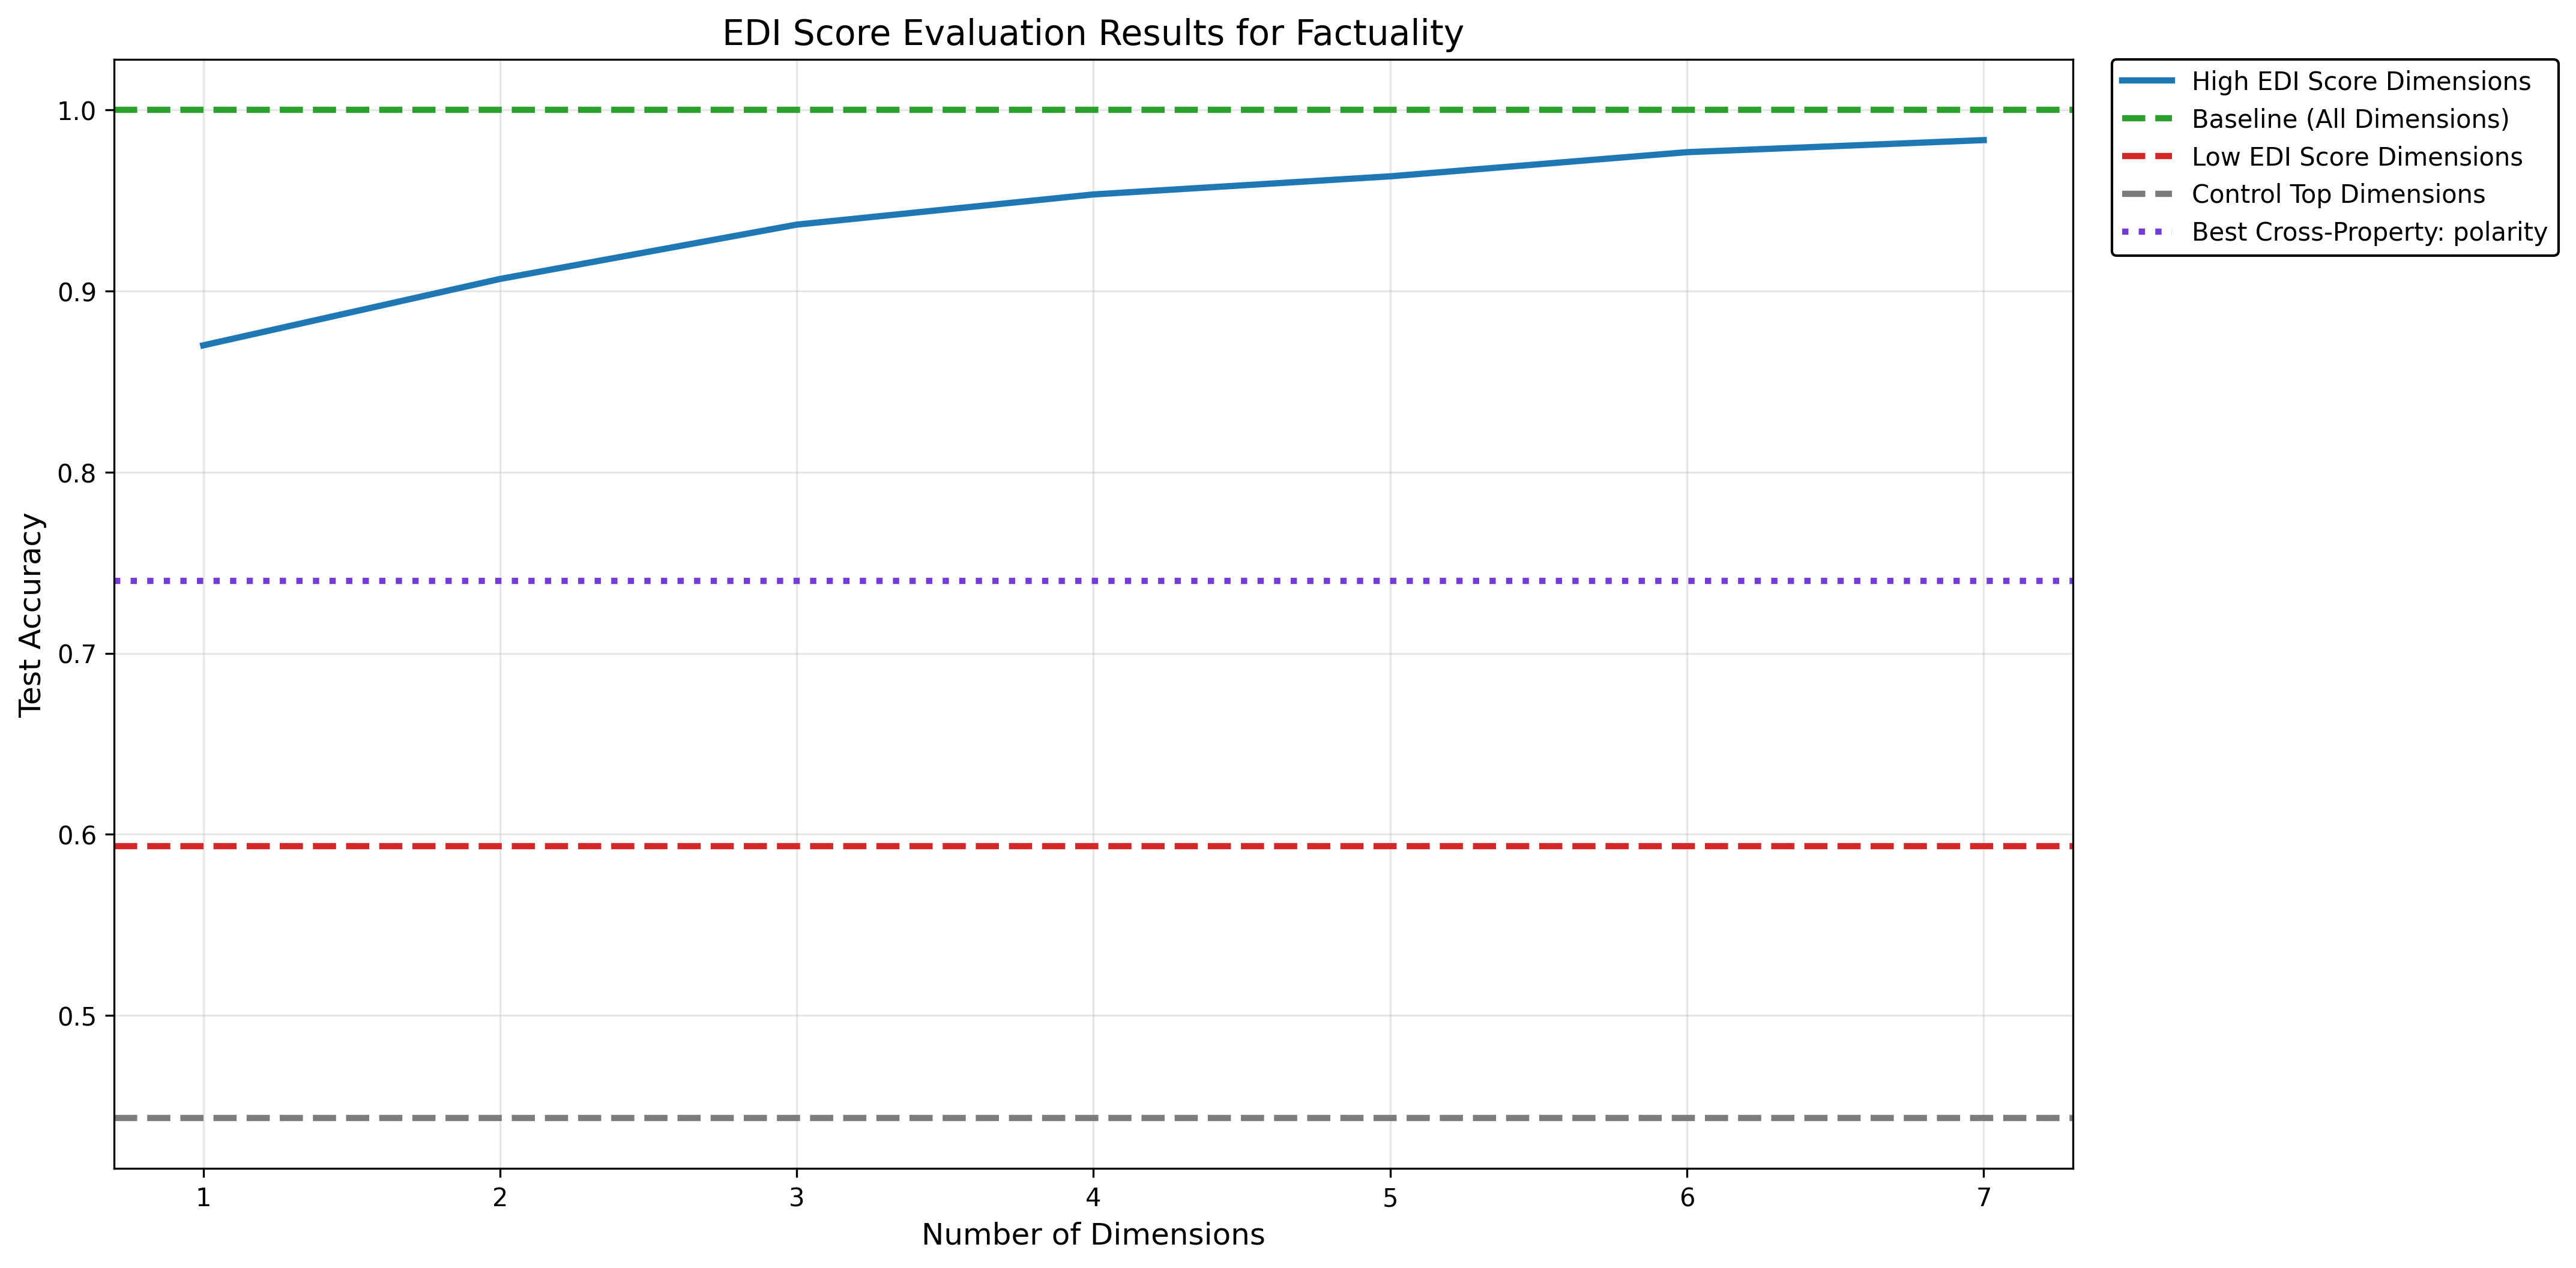 EDI Score Evaluation Results for Factuality
High EDI Score Dimensions
Baseline (All Dimensions)
Low EDI Score Dimensions
Control Top Dimensions
Best Cross-Property: polarity
Test Accuracy
1.0
0.9
0.8
0.7
0.6
0.5
1 2 3 4 5 6 7
Number of Dimensions